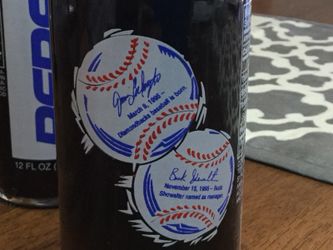 PEPSI
12 FL OZ (
March 9, 1995 -
Diamondbacks baseball is born.
Buck Showalter
November 15, 1995 - Buck
Showalter named as manager.